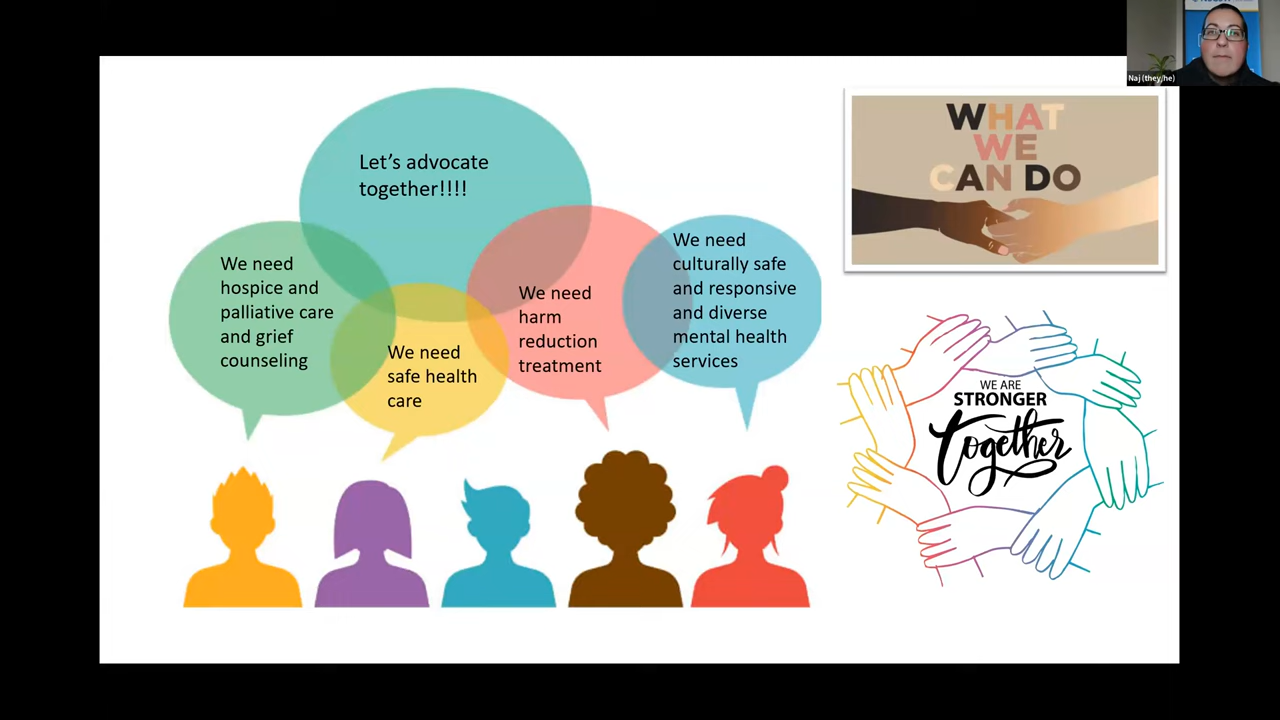 Let's advocate
together!!!!
We need
hospice and
palliative care
and grief
counseling
We need
safe health
care
We need
harm
reduction
treatment
We need
culturally safe
and responsive
and diverse
mental health
services
WHAT
WE
CAN DO
WE ARE
STRONGER
together
Naj (they/he)